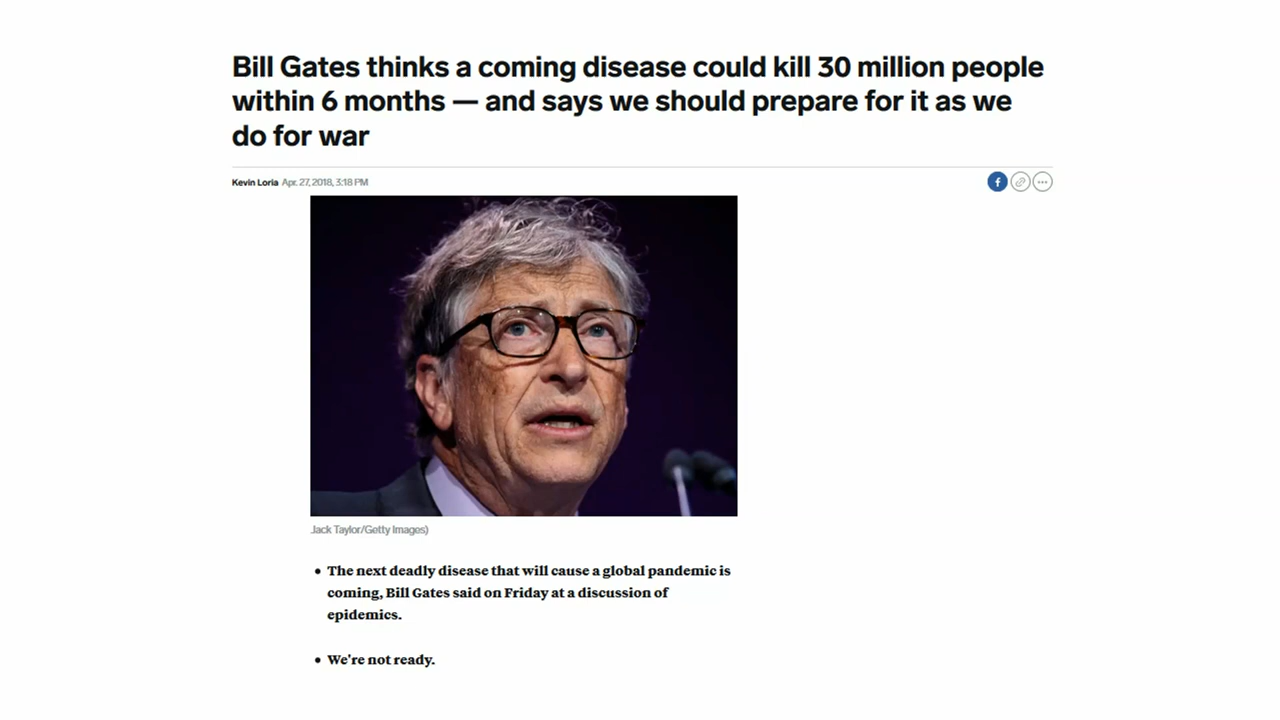 Bill Gates thinks a coming disease could kill 30 million people
within 6 months — and says we should prepare for it as we
do for war
Kevin Loria Apr. 27, 2018, 3:18 PM
Jack Taylor/Getty Images)
• The next deadly disease that will cause a global pandemic is
coming, Bill Gates said on Friday at a discussion of
epidemics.
• We're not ready.